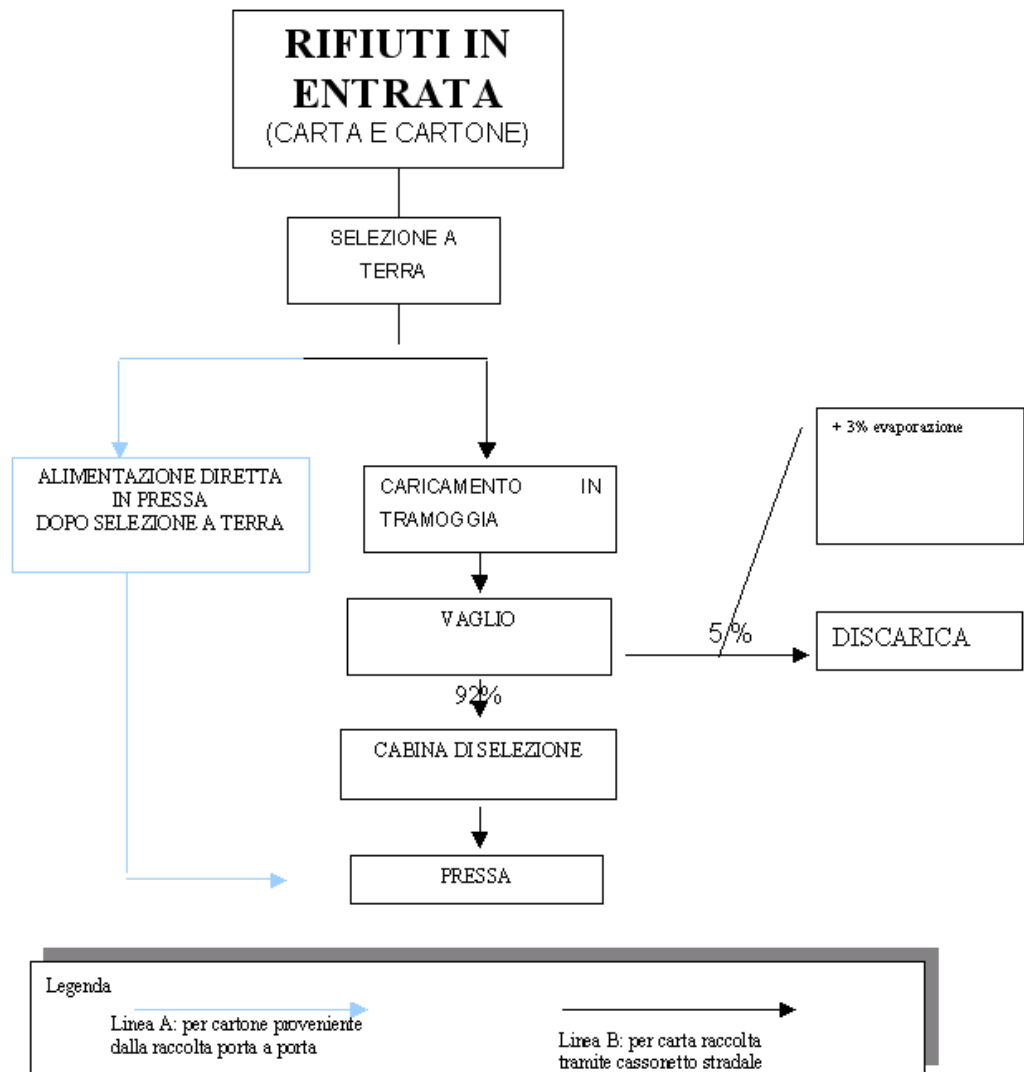 RIFIUTI IN
ENTRATA
(CARTA E CARTONE)
SELEZIONE A
TERRA
ALIMENTAZIONE DIRETTA
IN PRESSA
DOPO SELEZIONE A TERRA
CARICAMENTO IN
TRAMOGGIA
+ 3% evaporazione
VAGLIO
5 %
DISCARICA
92%
CABINA DI SELEZIONE
PRESSA
Legenda
Linea A: per cartone proveniente
dalla raccolta porta a porta
Linea B: per carta raccolta
tramite cassonetto stradale